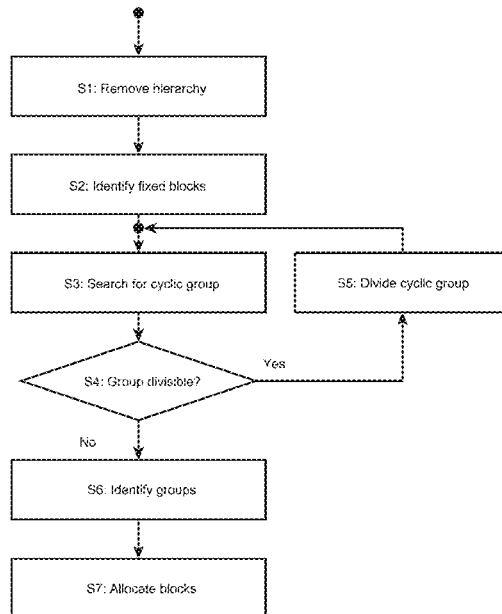 S1: Remove hierarchy
S2: Identify fixed blocks
S3: Search for cyclic group
S5: Divide cyclic group
S4: Group divisible?
Yes
No
S6: Identify groups
S7: Allocate blocks